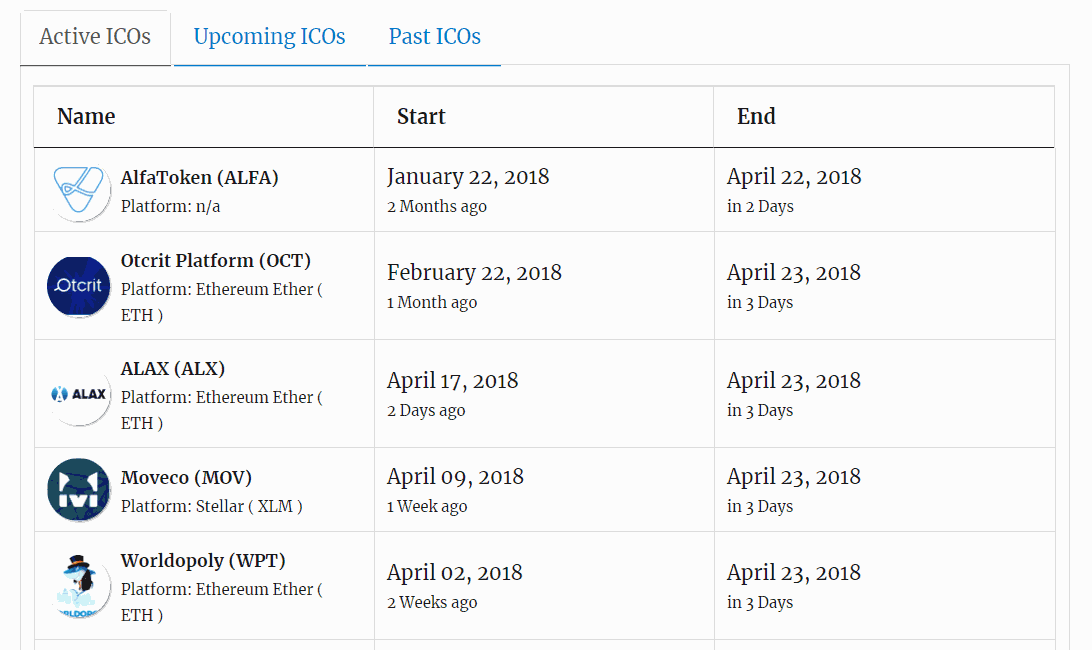 Active ICOs Upcoming ICOs Past ICOs
Name Start End
AlfaToken (ALFA)
Platform: n/a
January 22, 2018
2 Months ago
April 22, 2018
in 2 Days
Otcrit
Otcrit Platform (OCT)
Platform: Ethereum Ether (
ETH )
February 22, 2018
1 Month ago
April 23, 2018
in 3 Days
ALAX
ALAX (ALX)
Platform: Ethereum Ether (
ETH )
April 17, 2018
2 Days ago
April 23, 2018
in 3 Days
Moveco (MOV)
Platform: Stellar ( XLM )
April 09, 2018
1 Week ago
April 23, 2018
in 3 Days
Worldopoly (WPT)
Platform: Ethereum Ether (
ETH )
April 02, 2018
2 Weeks ago
April 23, 2018
in 3 Days